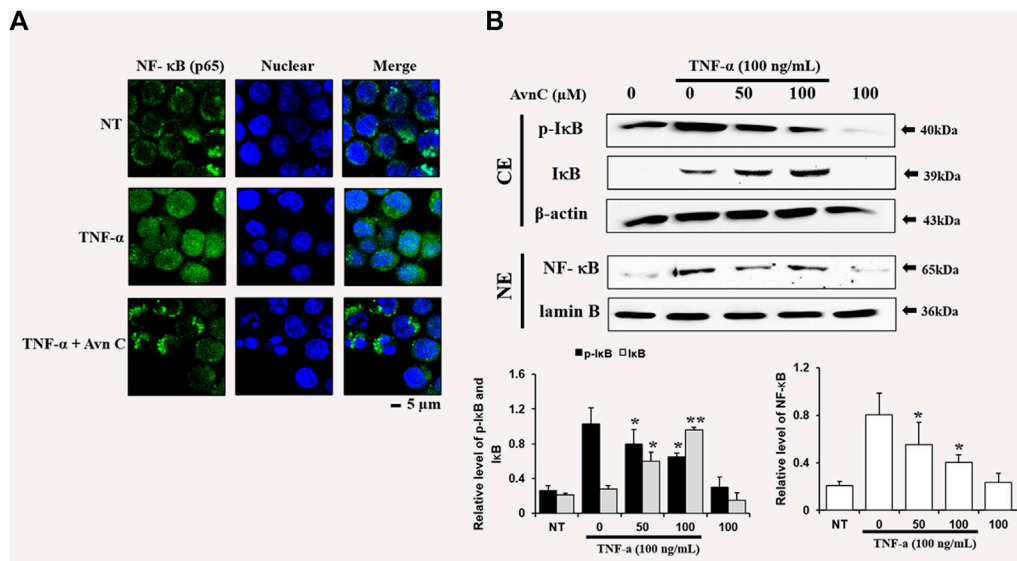 A
NF- κB (p65) Nuclear Merge
NT
TNF-α
TNF-α + Avn C
5 μm
B
TNF-α (100 ng/mL)
AvnC (μM) 0 0 50 100 100
CE
p-IκB 40kDa
IκB 39kDa
β-actin 43kDa
NE
NF- κB 65kDa
lamin B 36kDa
p-IκB IκB
Relative level of p-IκB and
IκB
1.6
1.2
0.8
0.4
0
* * * **
NT 0 50 100 100
TNF-a (100 ng/mL)
Relative level of NF-κB
1.2
0.8
0.4
0
* *
NT 0 50 100 100
TNF-a (100 ng/mL)